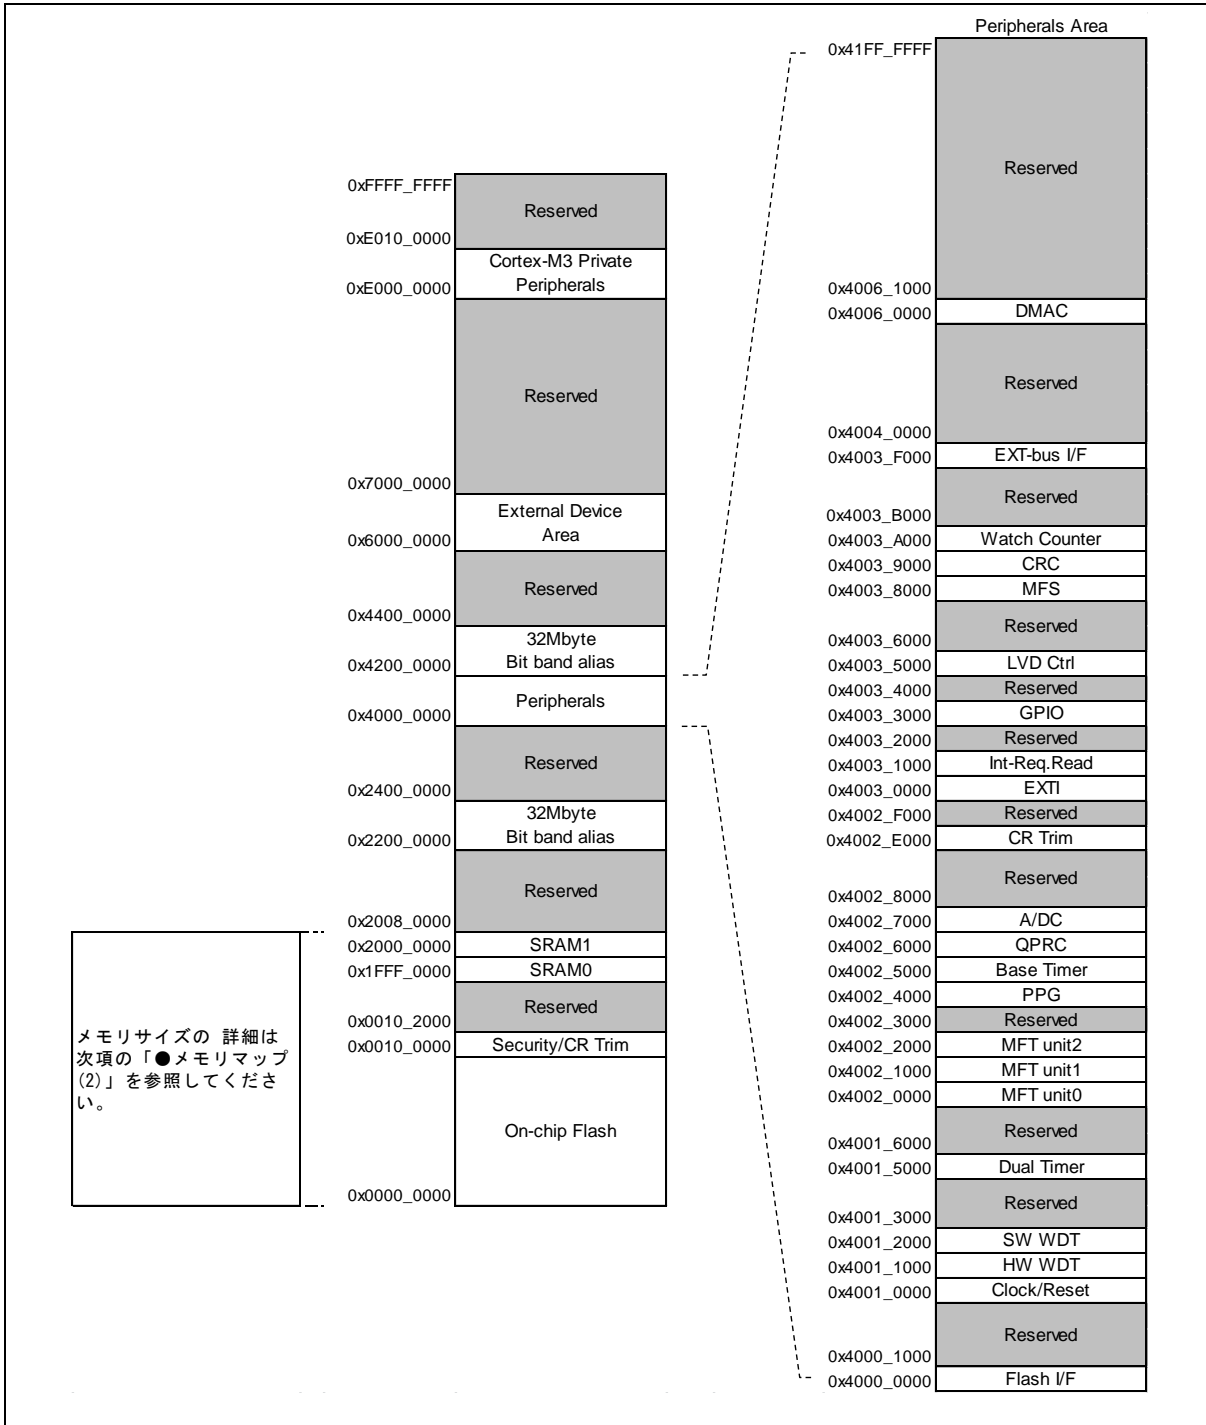 Peripherals Area
0x41FF_FFFF
Reserved
0x4006_1000
0x4006_0000 DMAC
Reserved
0x4004_0000
0x4003_F000 EXT-bus I/F
Reserved
0x4003_B000
0x4003_A000 Watch Counter
0x4003_9000 CRC
0x4003_8000 MFS
Reserved
0x4003_6000
0x4003_5000 LVD Ctrl
0x4003_4000 Reserved
0x4003_3000 GPIO
0x4003_2000 Reserved
0x4003_1000 Int-Req.Read
0x4003_0000 EXTI
0x4002_F000 Reserved
0x4002_E000 CR Trim
Reserved
0x4002_8000
0x4002_7000 A/DC
0x4002_6000 QPRC
0x4002_5000 Base Timer
0x4002_4000 PPG
0x4002_3000 Reserved
0x4002_2000 MFT unit2
0x4002_1000 MFT unit1
0x4002_0000 MFT unit0
Reserved
0x4001_6000
0x4001_5000 Dual Timer
Reserved
0x4001_3000
0x4001_2000 SW WDT
0x4001_1000 HW WDT
0x4001_0000 Clock/Reset
Reserved
0x4000_1000
0x4000_0000 Flash I/F
0xFFFF_FFFF
Reserved
0xE010_0000
Cortex-M3 Private
0xE000_0000 Peripherals
Reserved
0x7000_0000
External Device
0x6000_0000 Area
Reserved
0x4400_0000
32Mbyte
0x4200_0000 Bit band alias
Peripherals
0x4000_0000
Reserved
0x2400_0000
32Mbyte
0x2200_0000 Bit band alias
Reserved
0x2008_0000
0x2000_0000 SRAM1
0x1FFF_0000 SRAM0
Reserved
0x0010_2000
0x0010_0000 Security/CR Trim
On-chip Flash
0x0000_0000
メモリサイズの 詳細は
次項の「●メモリマップ
(2)」を参照してくださ
い。